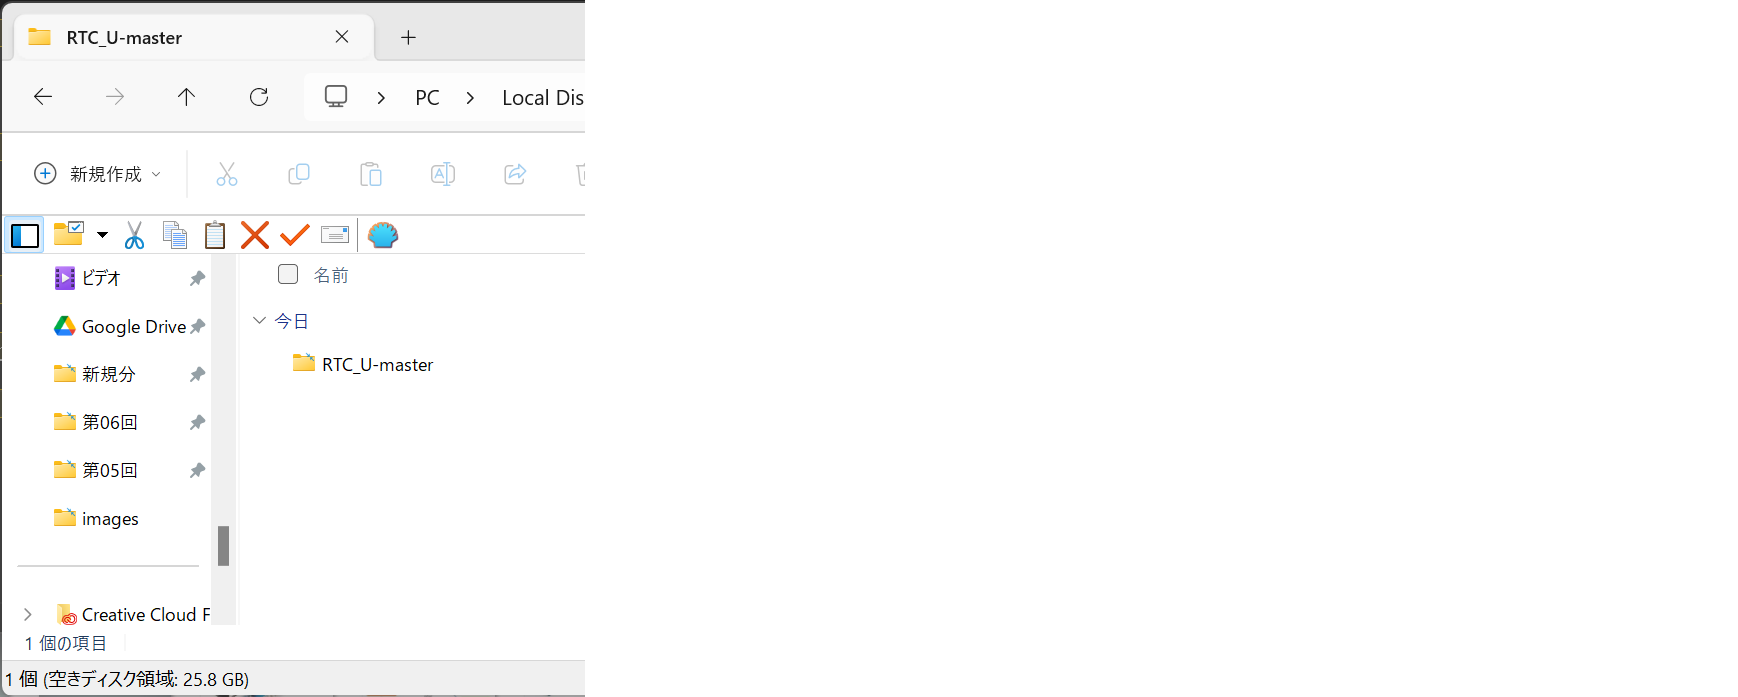 RTC_U-master
PC
Local Dis
新規作成
ビデオ
Google Drive
新規分
第06回
第05回
images
Creative Cloud F
名前
今日
RTC_U-master
1 個の項目
1 個 (空きディスク領域: 25.8 GB)